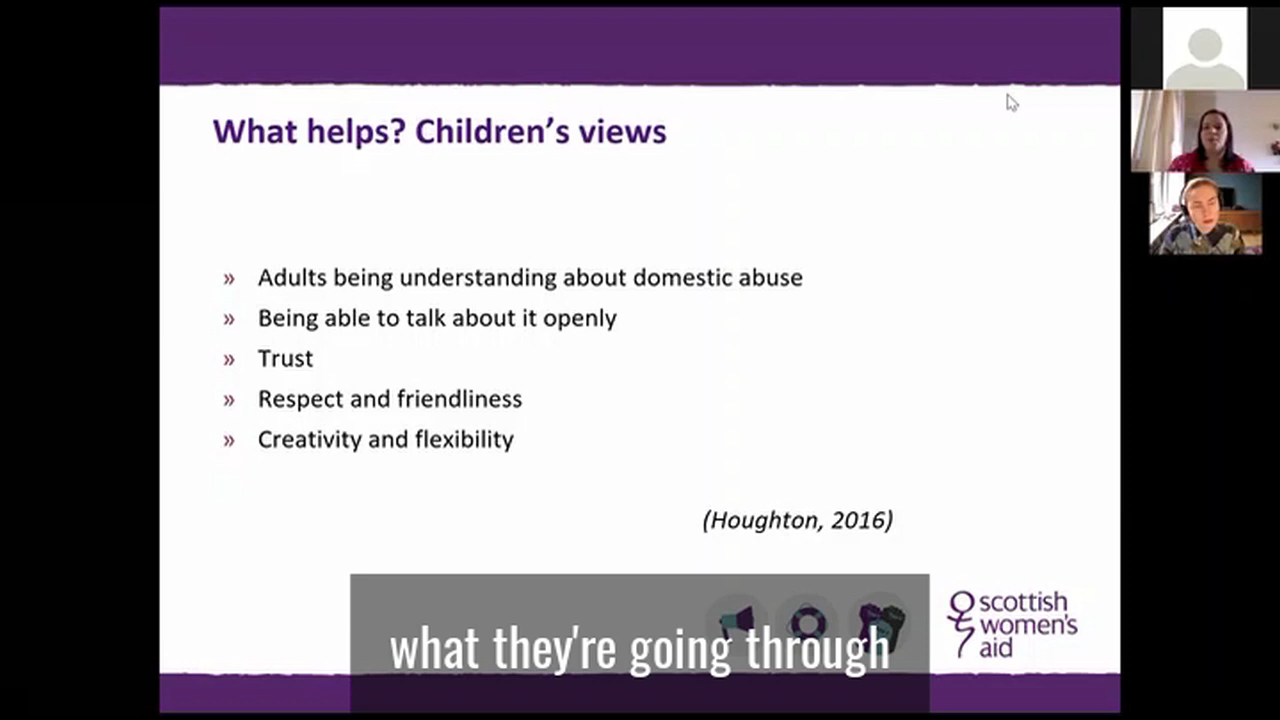 What helps? Children’s views
» Adults being understanding about domestic abuse
» Being able to talk about it openly
» Trust
» Respect and friendliness
» Creativity and flexibility
(Houghton, 2016)
what they're going through
scottish
women's
aid